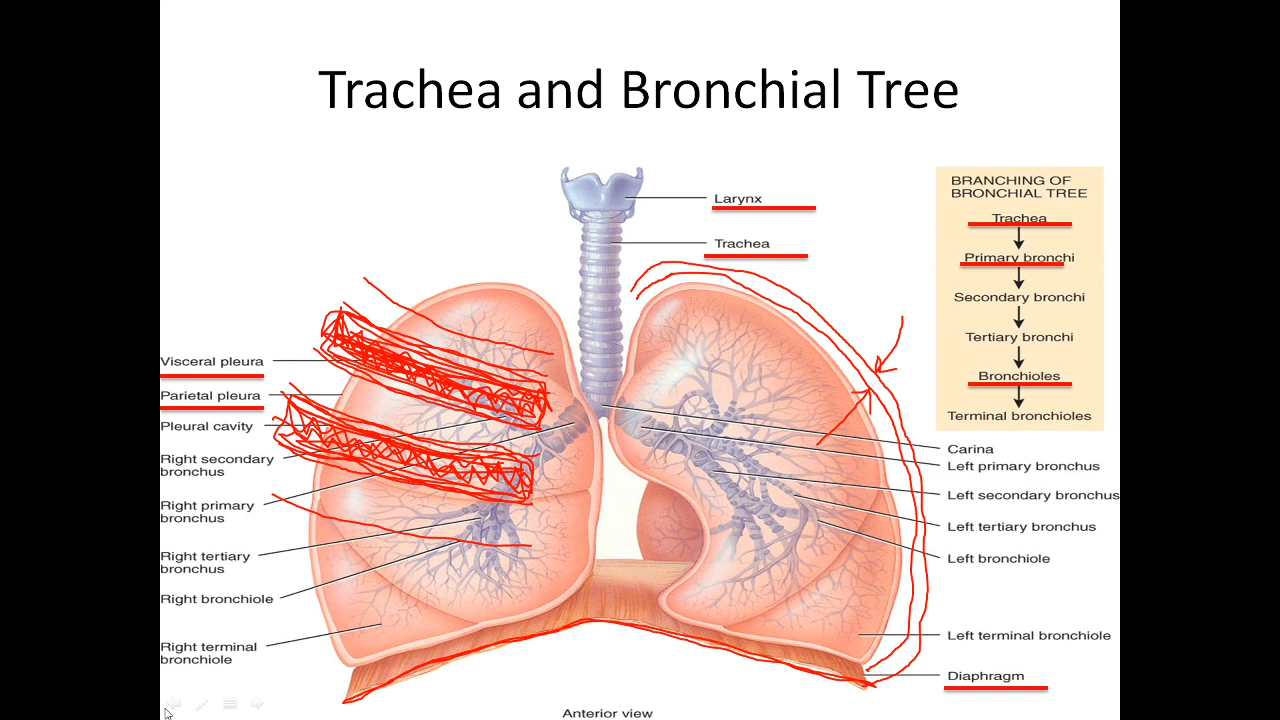 Trachea and Bronchial Tree
Larynx
Trachea
BRANCHING OF
BRONCHIAL TREE
Trachea
Primary bronchi
Secondary bronchi
Tertiary bronchi
Bronchioles
Terminal bronchioles
Visceral pleura
Parietal pleura
Pleural cavity
Right secondary
bronchus
Right primary
bronchus
Right tertiary
bronchus
Right bronchiole
Right terminal
bronchiole
Carina
Left primary bronchus
Left secondary bronchus
Left tertiary bronchus
Left bronchiole
Left terminal bronchiole
Diaphragm
Anterior view